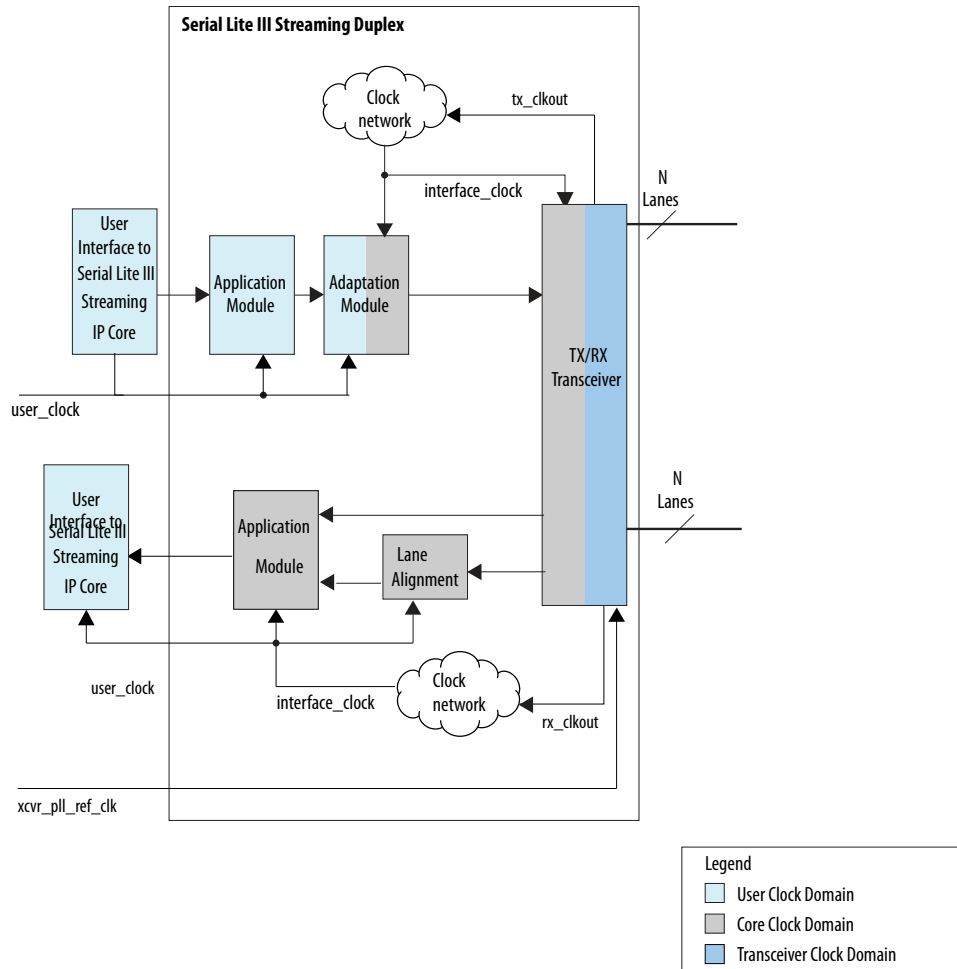 Serial Lite III Streaming Duplex
Clock
network
tx_clkout
interface_clock
N
Lanes
User
Interface to
Serial Lite III
Streaming
IP Core
Application
Module
Adaptation
Module
TX/RX
Transceiver
user_clock
N
Lanes
User
Interface to
Serial Lite III
Streaming
IP Core
Application
Module
Lane
Alignment
user_clock
interface_clock
Clock
network
rx_clkout
xcvr_pll_ref_clk
Legend
User Clock Domain
Core Clock Domain
Transceiver Clock Domain